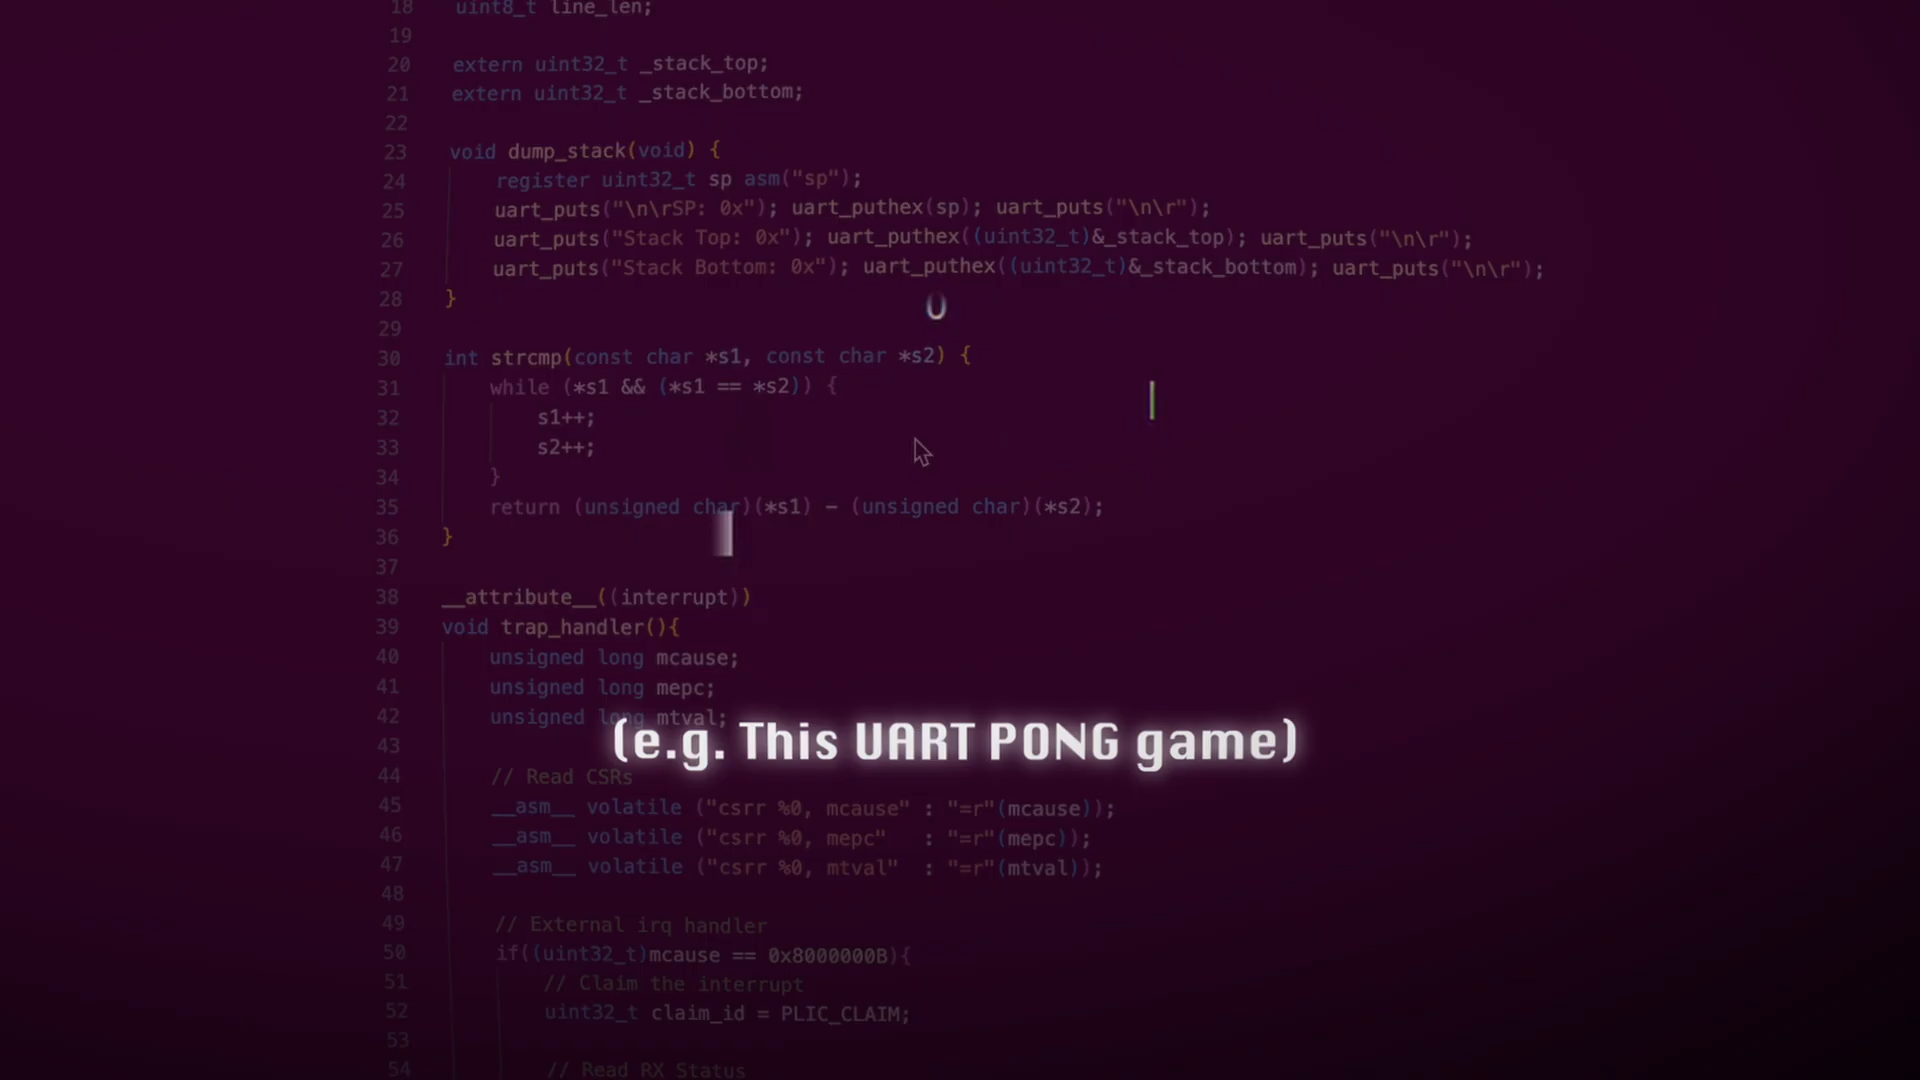 18 uint8_t line_len;
19
20 extern uint32_t _stack_top;
21 extern uint32_t _stack_bottom;
22
23 void dump_stack(void) {
24 register uint32_t sp asm("sp");
25 uart_puts("\n\rSP: 0x"); uart_puthex(sp); uart_puts("\n\r");
26 uart_puts("Stack Top: 0x"); uart_puthex((uint32_t)&_stack_top); uart_puts("\n\r");
27 uart_puts("Stack Bottom: 0x"); uart_puthex((uint32_t)&_stack_bottom); uart_puts("\n\r");
28 }
O
29
30 int strcmp(const char *s1, const char *s2) {
31 while (*s1 && (*s1 == *s2)) {
32 s1++;
33 s2++;
34 }
35 return (unsigned char)(*s1) - (unsigned char)(*s2);
36 }
37
38 __attribute__((interrupt))
39 void trap_handler(){
40 unsigned long mcause;
41 unsigned long mepc;
42 unsigned long mtval;
(e.g. This UART PONG game)
43
44 // Read CSRs
45 __asm__ volatile ("csrr %0, mcause" : "=r"(mcause));
46 __asm__ volatile ("csrr %0, mepc" : "=r"(mepc));
47 __asm__ volatile ("csrr %0, mtval" : "=r"(mtval));
48
49 // External irq handler
50 if((uint32_t)mcause == 0x8000000B){
51 // Claim the interrupt
52 uint32_t claim_id = PLIC_CLAIM;
53
54 // Read RX Status